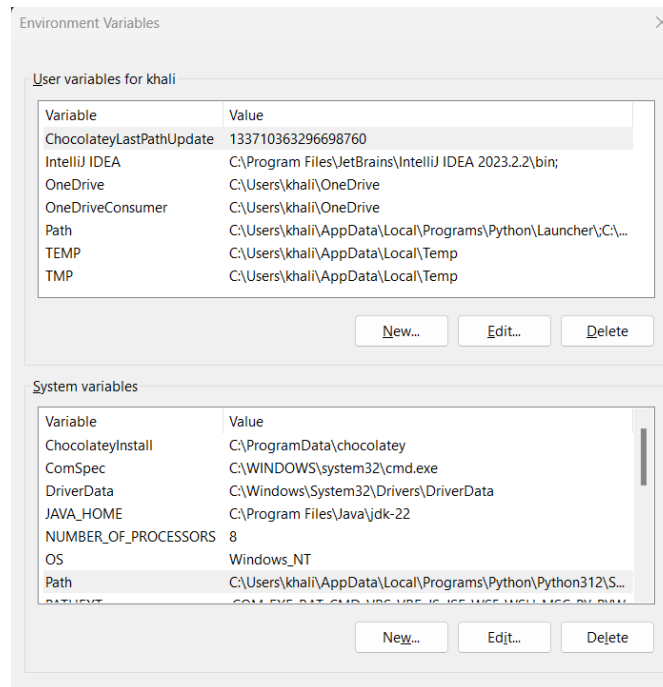 Environment Variables
User variables for khali
Variable Value
ChocolateyLastPathUpdate 133710363296698760
IntelliJ IDEA C:\Program Files\JetBrains\IntelliJ IDEA 2023.2.2\bin;
OneDrive C:\Users\khali\OneDrive
OneDriveConsumer C:\Users\khali\OneDrive
Path C:\Users\khali\AppData\Local\Programs\Python\Launcher\;C:\...
TEMP C:\Users\khali\AppData\Local\Temp
TMP C:\Users\khali\AppData\Local\Temp
New... Edit... Delete
System variables
Variable Value
ChocolateyInstall C:\ProgramData\chocolatey
ComSpec C:\WINDOWS\system32\cmd.exe
DriverData C:\Windows\System32\Drivers\DriverData
JAVA_HOME C:\Program Files\Java\jdk-22
NUMBER_OF_PROCESSORS 8
OS Windows_NT
Path C:\Users\khali\AppData\Local\Programs\Python\Python312\S...
New... Edit... Delete